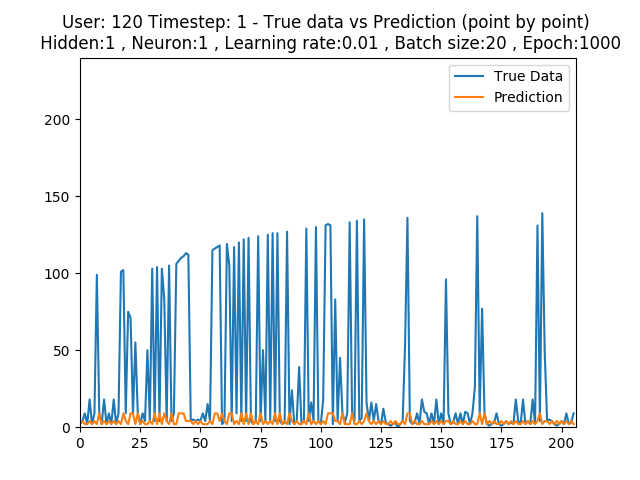 User: 120 Timestep: 1 - True data vs Prediction (point by point)
Hidden:1 , Neuron:1 , Learning rate:0.01 , Batch size:20 , Epoch:1000
True Data
Prediction
200
150
100
50
0
0 25 50 75 100 125 150 175 200